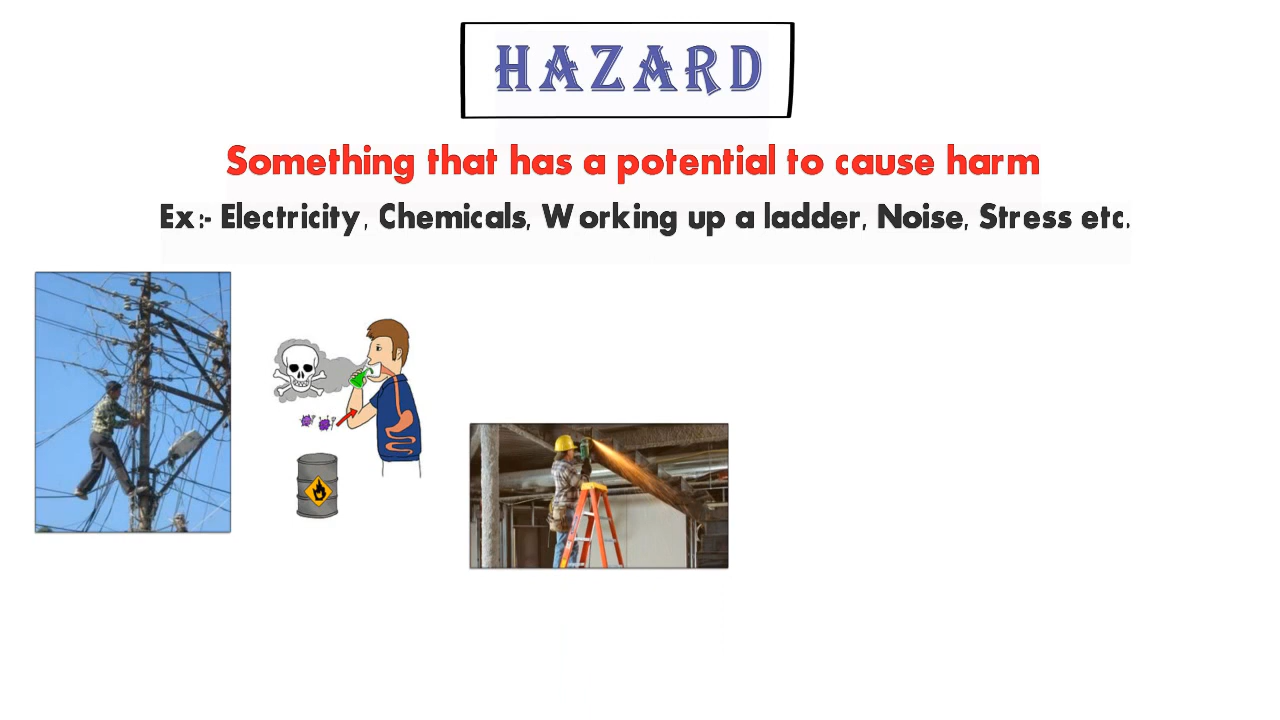 HAZARD
Something that has a potential to cause harm
Ex:- Electricity, Chemicals, Working up a ladder, Noise, Stress etc.